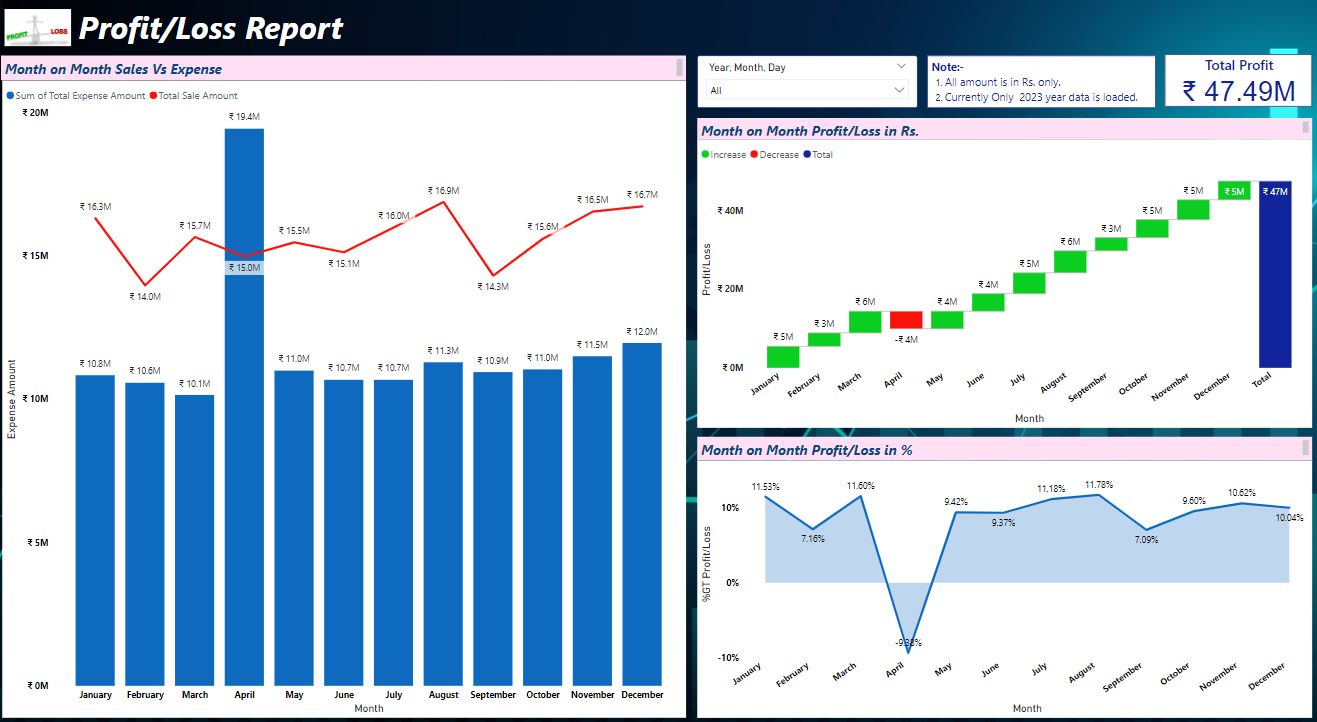 PROFIT
LOSS
Profit/Loss Report
Month on Month Sales Vs Expense
Sum of Total Expense Amount Total Sale Amount
₹ 20M
₹ 15M
₹ 10M
₹ 5M
₹ 0M
Expense Amount
₹ 19.4M
₹ 16.3M
₹ 14.0M
₹ 15.7M
₹ 15.0M
₹ 15.5M
₹ 15.1M
₹ 16.0M
₹ 16.9M
₹ 14.3M
₹ 15.6M
₹ 16.5M
₹ 16.7M
₹ 10.8M
₹ 10.6M
₹ 10.1M
₹ 11.0M
₹ 10.7M
₹ 10.7M
₹ 11.3M
₹ 10.9M
₹ 11.0M
₹ 11.5M
₹ 12.0M
January February March April May June July August September October November December
Month
Year, Month, Day
All
Note:-
1. All amount is in Rs. only.
2. Currently Only 2023 year data is loaded.
Total Profit
₹ 47.49M
Month on Month Profit/Loss in Rs.
Increase Decrease Total
₹ 40M
₹ 20M
₹ 0M
Profit/Loss
₹ 5M
₹ 3M
₹ 6M
-₹ 4M
₹ 4M
₹ 4M
₹ 5M
₹ 6M
₹ 3M
₹ 5M
₹ 5M
₹ 5M
₹ 47M
January February March April May June July August September October November December Total
Month
Month on Month Profit/Loss in %
10%
0%
-10%
%GT Profit/Loss
11.53%
7.16%
11.60%
-9.38%
9.42%
9.37%
11.18%
11.78%
7.09%
9.60%
10.62%
10.04%
January February March April May June July August September October November December
Month